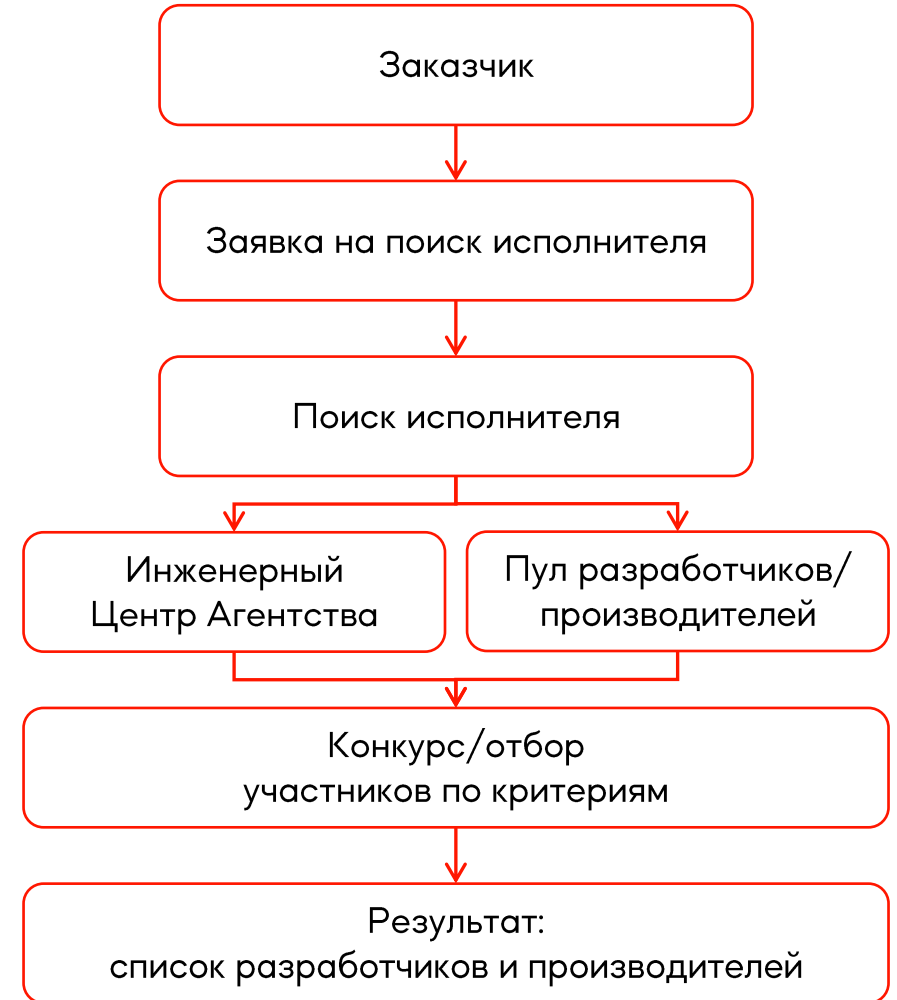 Заказчик
Заявка на поиск исполнителя
Поиск исполнителя
Инженерный
Центр Агентства
Пул разработчиков/
производителей
Конкурс/отбор
участников по критериям
Результат:
список разработчиков и производителей